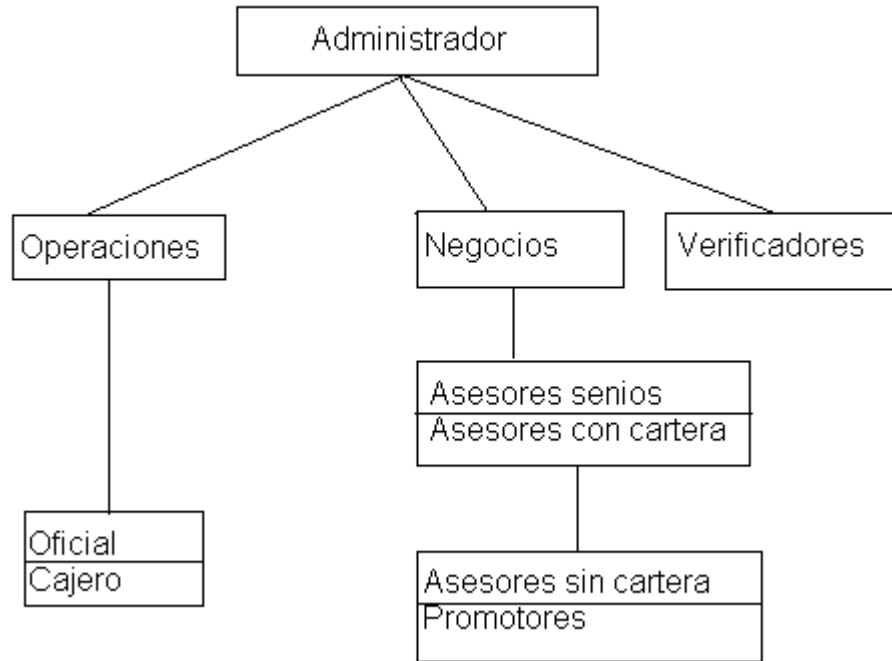 Administrador
Operaciones
Negocios
Verificadores
Asesores senios
Asesores con cartera
Oficial
Cajero
Asesores sin cartera
Promotores